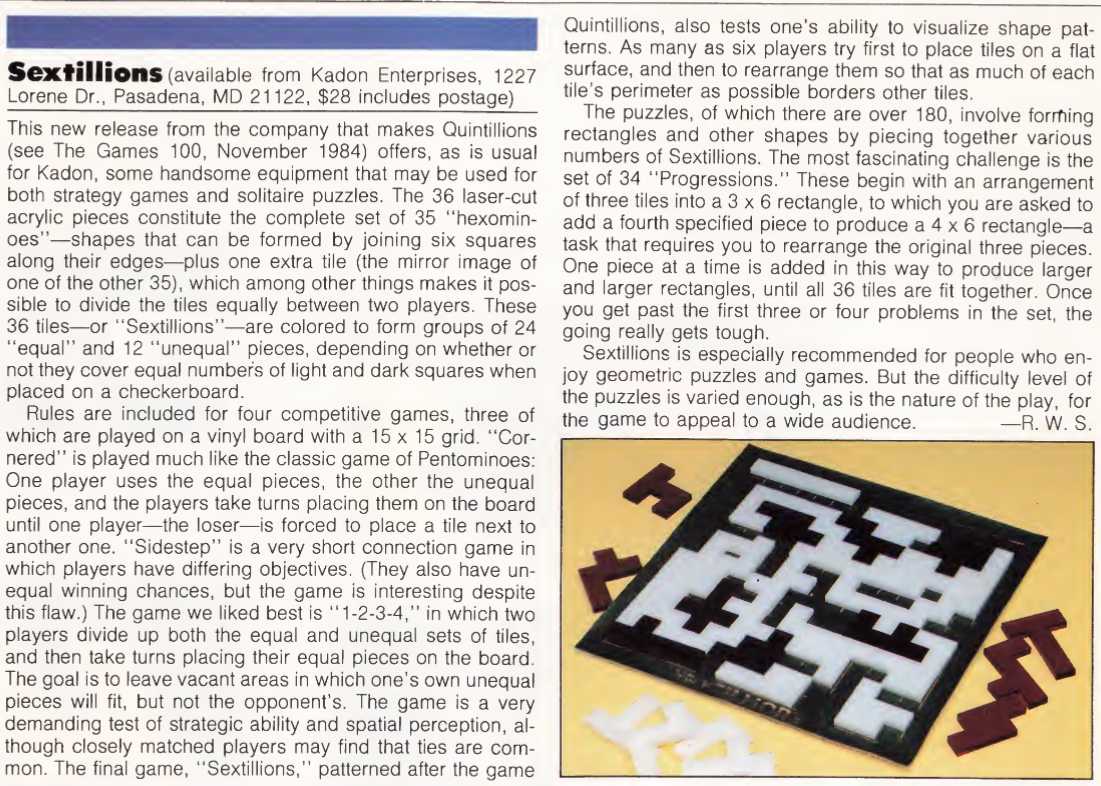 Sextillions (available from Kadon Enterprises, 1227
Lorene Dr., Pasadena, MD 21122, $28 includes postage)
This new release from the company that makes Quintillions
(see The Games 100, November 1984) offers, as is usual
for Kadon, some handsome equipment that may be used for
both strategy games and solitaire puzzles. The 36 laser-cut
acrylic pieces constitute the complete set of 35 "hexomin-
oes"—shapes that can be formed by joining six squares
along their edges—plus one extra tile (the mirror image of
one of the other 35), which among other things makes it pos-
sible to divide the tiles equally between two players. These
36 tiles—or "Sextillions"—are colored to form groups of 24
"equal" and 12 "unequal" pieces, depending on whether or
not they cover equal numbers of light and dark squares when
placed on a checkerboard.
Rules are included for four competitive games, three of
which are played on a vinyl board with a 15 x 15 grid. "Cor-
nered" is played much like the classic game of Pentominoes:
One player uses the equal pieces, the other the unequal
pieces, and the players take turns placing them on the board
until one player—the loser—is forced to place a tile next to
another one. "Sidestep" is a very short connection game in
which players have differing objectives. (They also have un-
equal winning chances, but the game is interesting despite
this flaw.) The game we liked best is "1-2-3-4," in which two
players divide up both the equal and unequal sets of tiles,
and then take turns placing their equal pieces on the board.
The goal is to leave vacant areas in which one's own unequal
pieces will fit, but not the opponent's. The game is a very
demanding test of strategic ability and spatial perception, al-
though closely matched players may find that ties are com-
mon. The final game, "Sextillions," patterned after the game
Quintillions, also tests one's ability to visualize shape pat-
terns. As many as six players try first to place tiles on a flat
surface, and then to rearrange them so that as much of each
tile's perimeter as possible borders other tiles.
The puzzles, of which there are over 180, involve forming
rectangles and other shapes by piecing together various
numbers of Sextillions. The most fascinating challenge is the
set of 34 "Progressions." These begin with an arrangement
of three tiles into a 3 x 6 rectangle, to which you are asked to
add a fourth specified piece to produce a 4 x 6 rectangle—a
task that requires you to rearrange the original three pieces.
One piece at a time is added in this way to produce larger
and larger rectangles, until all 36 tiles are fit together. Once
you get past the first three or four problems in the set, the
going really gets tough.
Sextillions is especially recommended for people who en-
joy geometric puzzles and games. But the difficulty level of
the puzzles is varied enough, as is the nature of the play, for
the game to appeal to a wide audience. —R. W. S.